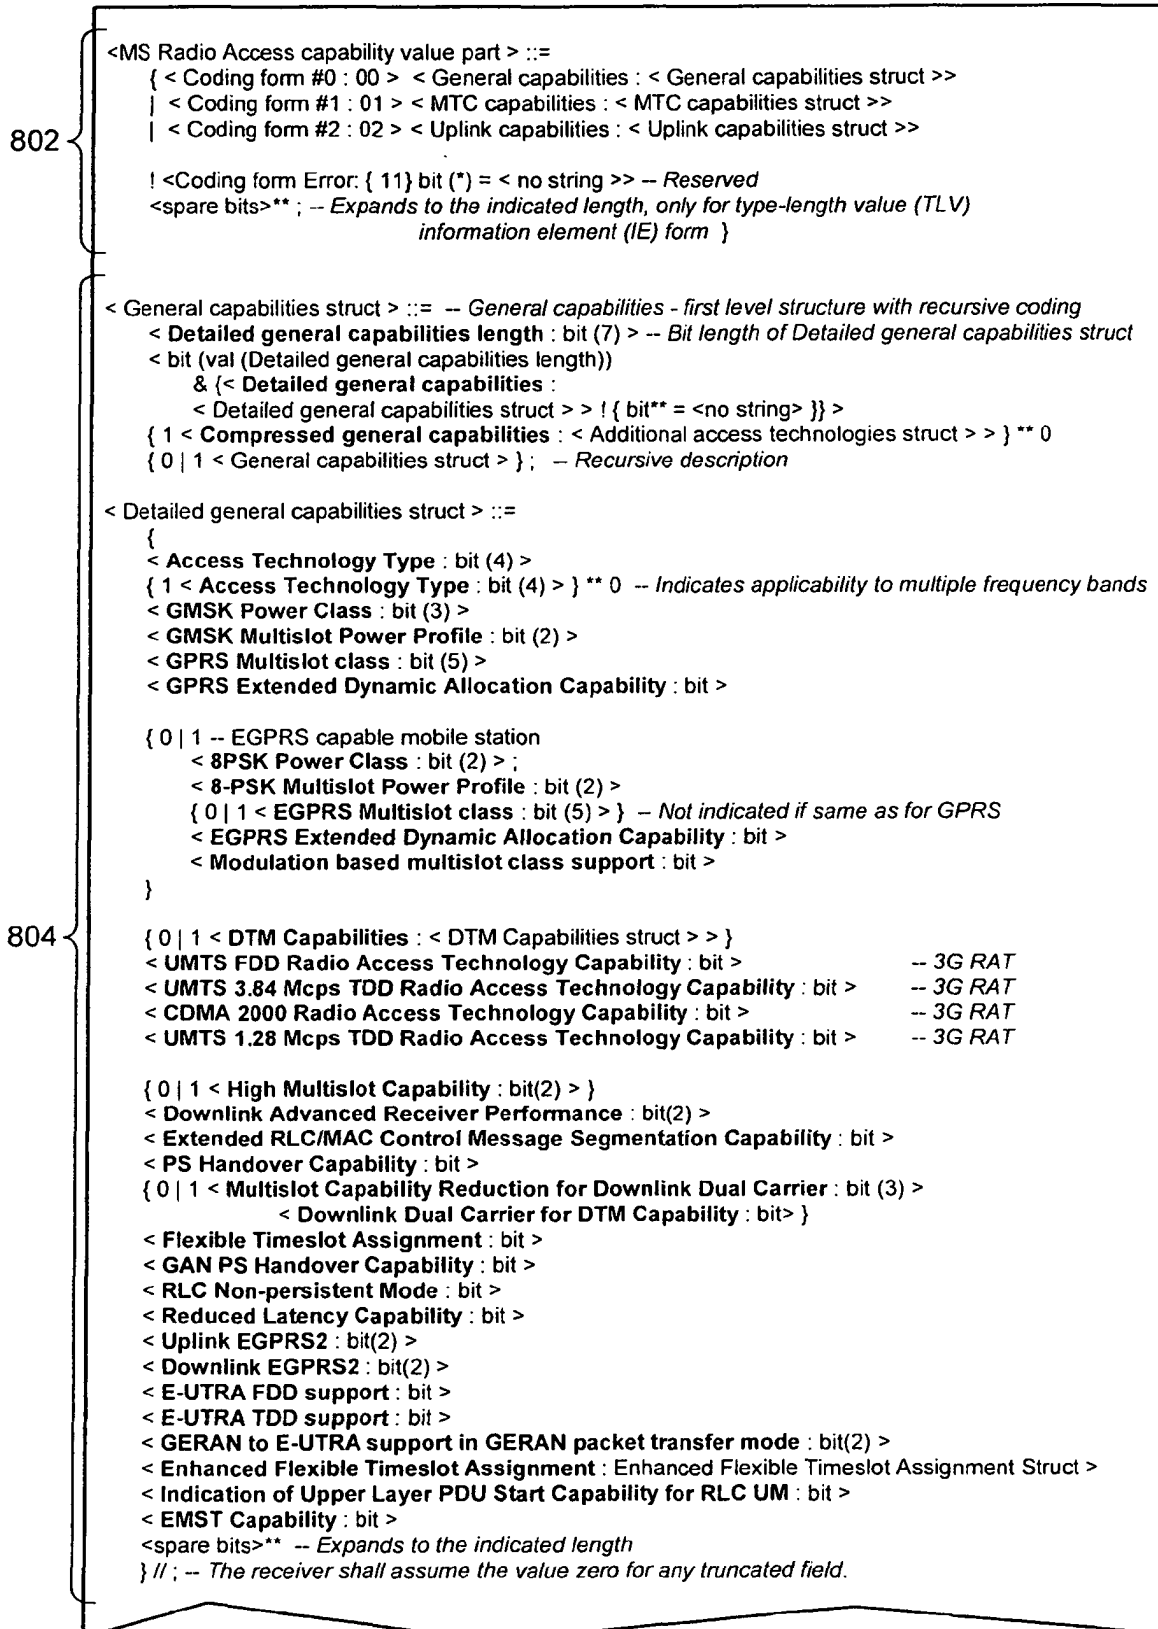 <MS Radio Access capability value part > ::=
{ < Coding form #0 : 00 > < General capabilities : < General capabilities struct >>
| < Coding form #1 : 01 > < MTC capabilities : < MTC capabilities struct >>
| < Coding form #2 : 02 > < Uplink capabilities : < Uplink capabilities struct >>
802
! <Coding form Error: { 11} bit (*) = < no string >> -- Reserved
<spare bits>** ; -- Expands to the indicated length, only for type-length value (TLV)
information element (IE) form }
< General capabilities struct > ::= -- General capabilities - first level structure with recursive coding
< Detailed general capabilities length : bit (7) > -- Bit length of Detailed general capabilities struct
< bit (val (Detailed general capabilities length))
& {< Detailed general capabilities :
< Detailed general capabilities struct > > ! { bit** = <no string> }} >
{ 1 < Compressed general capabilities : < Additional access technologies struct > > } ** 0
{ 0 | 1 < General capabilities struct > } ; -- Recursive description
< Detailed general capabilities struct > ::=
{
< Access Technology Type : bit (4) >
{ 1 < Access Technology Type : bit (4) > } ** 0 -- Indicates applicability to multiple frequency bands
< GMSK Power Class : bit (3) >
< GMSK Multislot Power Profile : bit (2) >
< GPRS Multislot class : bit (5) >
< GPRS Extended Dynamic Allocation Capability : bit >
{ 0 | 1 -- EGPRS capable mobile station
< 8PSK Power Class : bit (2) > ;
< 8-PSK Multislot Power Profile : bit (2) >
{ 0 | 1 < EGPRS Multislot class : bit (5) > } -- Not indicated if same as for GPRS
< EGPRS Extended Dynamic Allocation Capability : bit >
< Modulation based multislot class support : bit >
}
804
{ 0 | 1 < DTM Capabilities : < DTM Capabilities struct > > }
< UMTS FDD Radio Access Technology Capability : bit > -- 3G RAT
< UMTS 3.84 Mcps TDD Radio Access Technology Capability : bit > -- 3G RAT
< CDMA 2000 Radio Access Technology Capability : bit > -- 3G RAT
< UMTS 1.28 Mcps TDD Radio Access Technology Capability : bit > -- 3G RAT
{ 0 | 1 < High Multislot Capability : bit(2) > }
< Downlink Advanced Receiver Performance : bit(2) >
< Extended RLC/MAC Control Message Segmentation Capability : bit >
< PS Handover Capability : bit >
{ 0 | 1 < Multislot Capability Reduction for Downlink Dual Carrier : bit (3) >
< Downlink Dual Carrier for DTM Capability : bit> }
< Flexible Timeslot Assignment : bit >
< GAN PS Handover Capability : bit >
< RLC Non-persistent Mode : bit >
< Reduced Latency Capability : bit >
< Uplink EGPRS2 : bit(2) >
< Downlink EGPRS2 : bit(2) >
< E-UTRA FDD support : bit >
< E-UTRA TDD support : bit >
< GERAN to E-UTRA support in GERAN packet transfer mode : bit(2) >
< Enhanced Flexible Timeslot Assignment : Enhanced Flexible Timeslot Assignment Struct >
< Indication of Upper Layer PDU Start Capability for RLC UM : bit >
< EMST Capability : bit >
<spare bits>** -- Expands to the indicated length
} // ; -- The receiver shall assume the value zero for any truncated field.